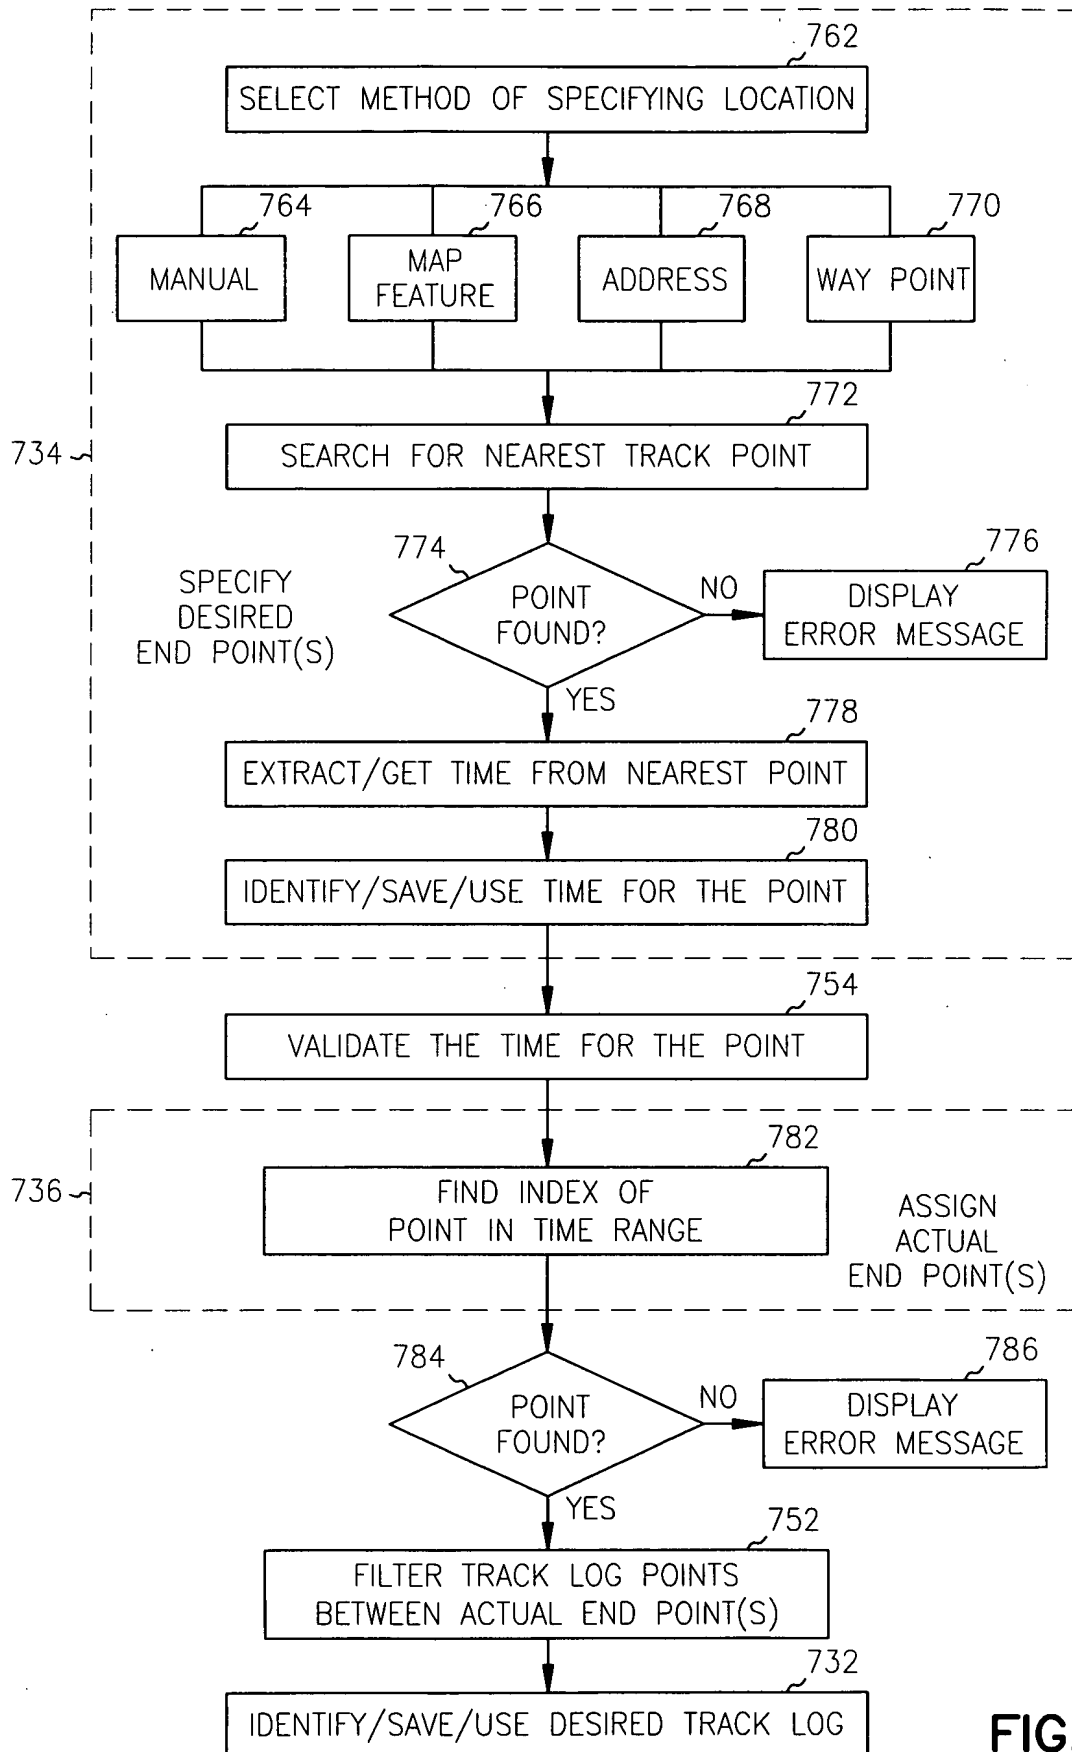 762
SELECT METHOD OF SPECIFYING LOCATION
764
766
768
770
MANUAL
MAP
FEATURE
ADDRESS
WAY POINT
772
734
SEARCH FOR NEAREST TRACK POINT
774
776
SPECIFY
DESIRED
END POINT(S)
POINT
FOUND?
NO
DISPLAY
ERROR MESSAGE
YES
778
EXTRACT/GET TIME FROM NEAREST POINT
780
IDENTIFY/SAVE/USE TIME FOR THE POINT
754
VALIDATE THE TIME FOR THE POINT
782
736
FIND INDEX OF
POINT IN TIME RANGE
ASSIGN
ACTUAL
END POINT(S)
784
786
POINT
FOUND?
NO
DISPLAY
ERROR MESSAGE
YES
752
FILTER TRACK LOG POINTS
BETWEEN ACTUAL END POINT(S)
732
IDENTIFY/SAVE/USE DESIRED TRACK LOG
FIG.